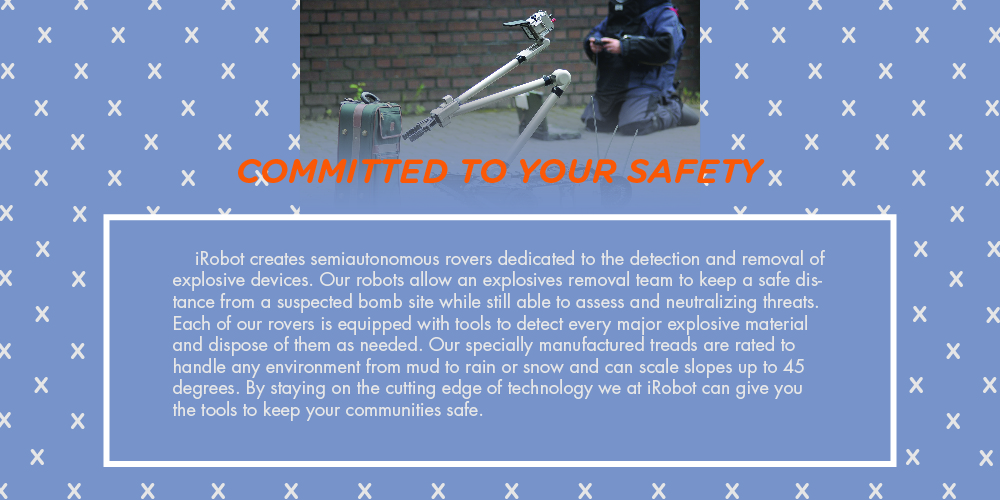 COMMITTED TO YOUR SAFETY
iRobot creates semiautonomous rovers dedicated to the detection and removal of
explosive devices. Our robots allow an explosives removal team to keep a safe dis-
tance from a suspected bomb site while still able to assess and neutralizing threats.
Each of our rovers is equipped with tools to detect every major explosive material
and dispose of them as needed. Our specially manufactured treads are rated to
handle any environment from mud to rain or snow and can scale slopes up to 45
degrees. By staying on the cutting edge of technology we at iRobot can give you
the tools to keep your communities safe.